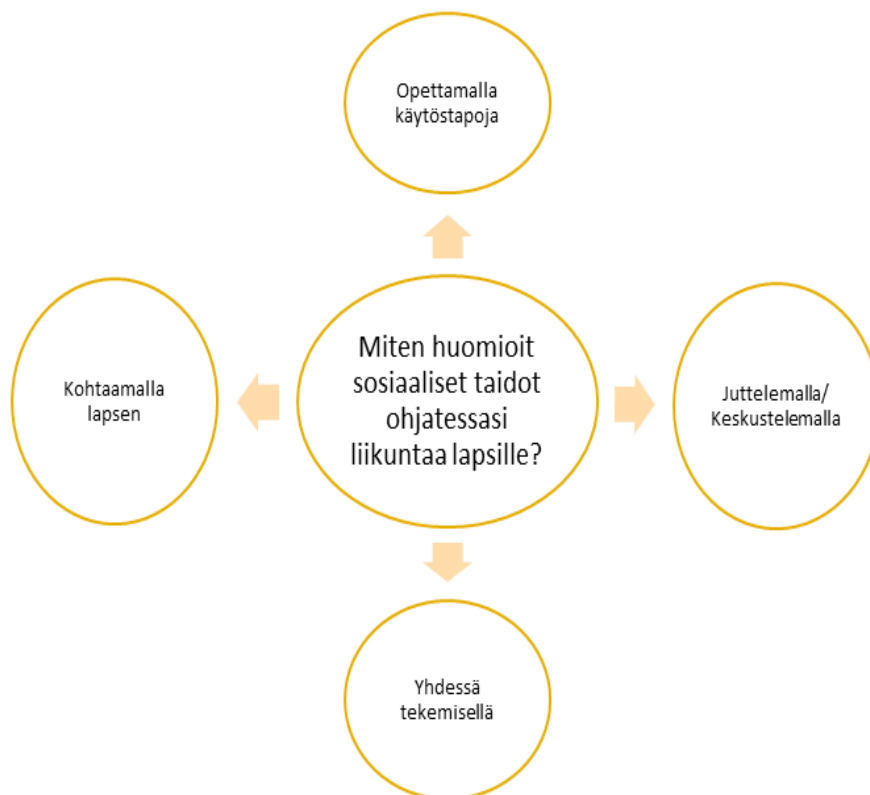 Opettamalla
käytöstapoja
Kohtaamalla
lapsen
Miten huomioit
sosiaaliset taidot
ohjatessasi
liikuntaa lapsille?
Juttelemalla/
Keskustelemalla
Yhdessä
tekemisellä